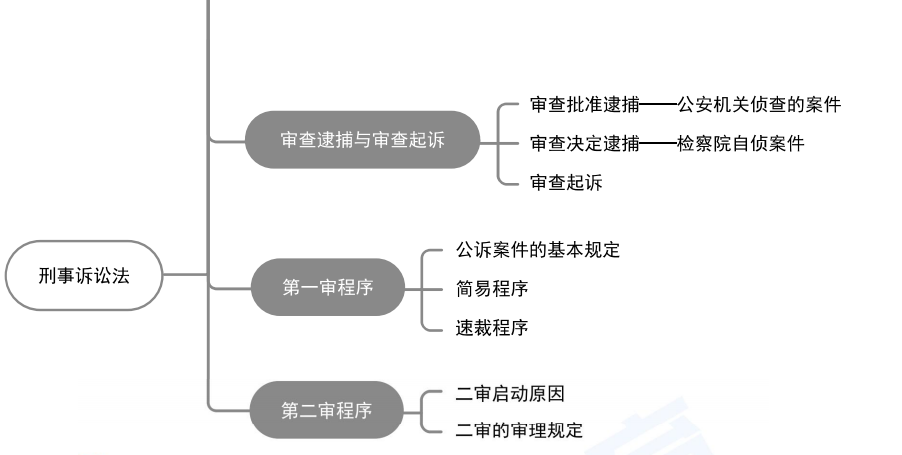 审查逮捕与审查起诉
审查批准逮捕——公安机关侦查的案件
审查决定逮捕——检察院自侦案件
审查起诉
刑事诉讼法
第一审程序
公诉案件的基本规定
简易程序
速裁程序
第二审程序
二审启动原因
二审的审理规定